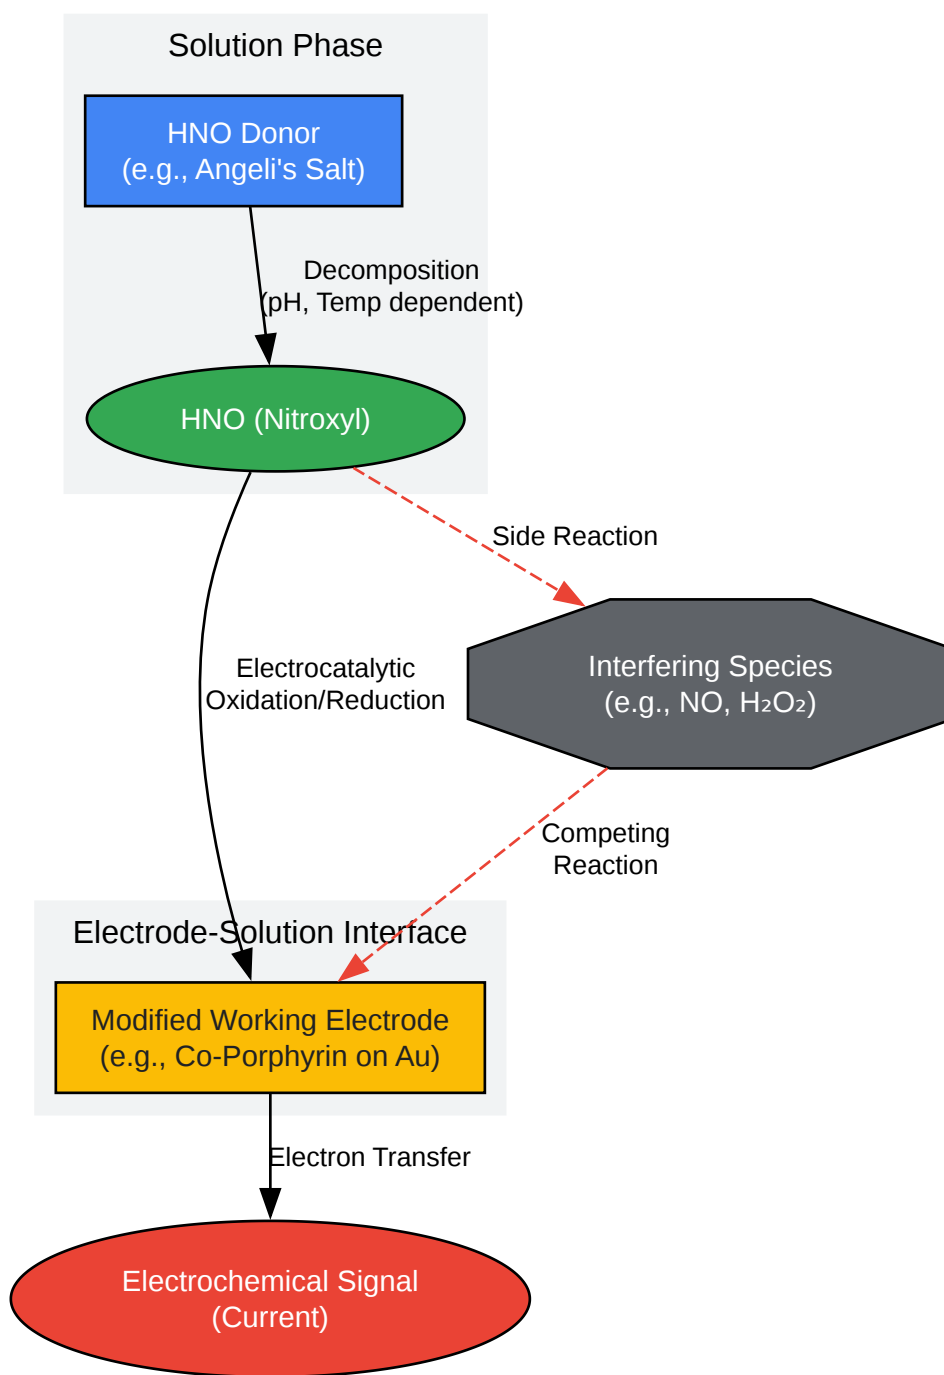 Solution Phase
HNO Donor
(e.g., Angeli's Salt)
Decomposition
(pH, Temp dependent)
HNO (Nitroxyl)
Side Reaction
Electrocatalytic
Oxidation/Reduction
Interfering Species
(e.g., NO, H₂O₂)
Competing
Reaction
Electrode-Solution Interface
Modified Working Electrode
(e.g., Co-Porphyrin on Au)
Electron Transfer
Electrochemical Signal
(Current)